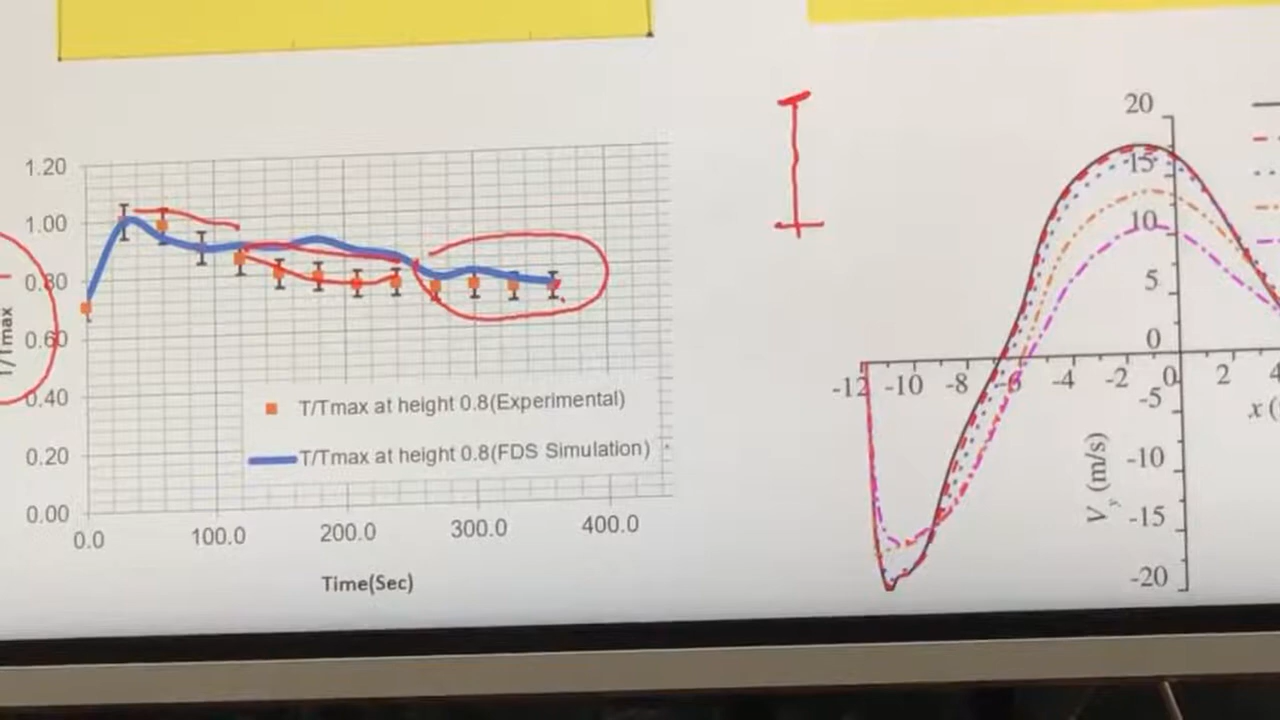 1.20
1.00
0.80
0.60
0.40
0.20
0.00
T/Tmax
T/Tmax at height 0.8(Experimental)
T/Tmax at height 0.8(FDS Simulation)
0.0 100.0 200.0 300.0 400.0
Time(Sec)
20
15
10
5
0
-12 -10 -8 -6 -4 -2 0 2 4
-5
x (
-10
-15
-20
Vy (m/s)